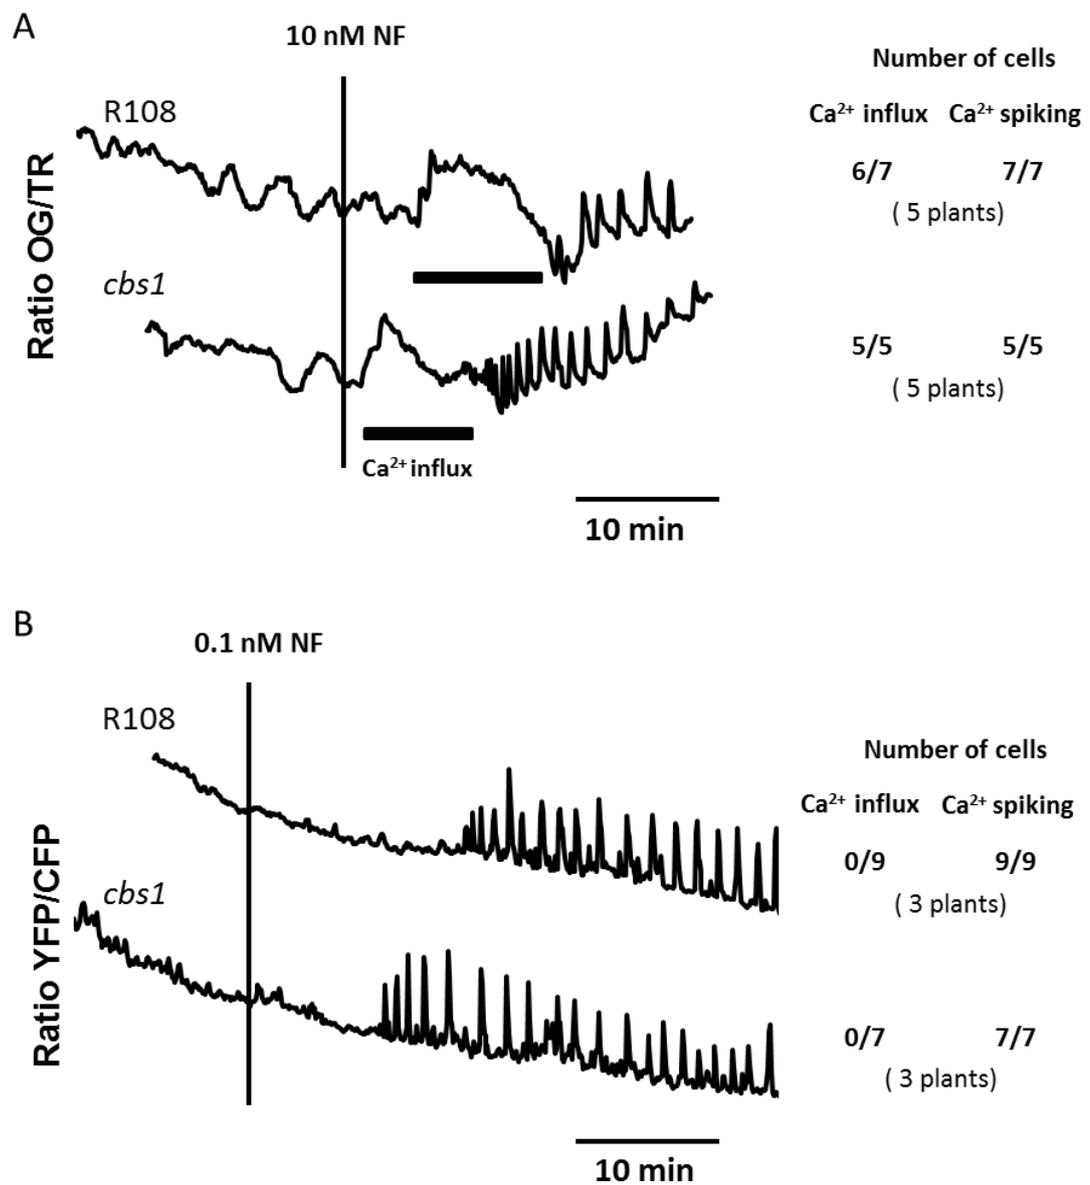 A
10 nM NF
Number of cells
R108
Ca²⁺ influx Ca²⁺ spiking
6/7 7/7
( 5 plants)
Ratio OG/TR
cbs1
5/5 5/5
( 5 plants)
Ca²⁺ influx
10 min
B
0.1 nM NF
R108
Number of cells
Ca²⁺ influx Ca²⁺ spiking
0/9 9/9
( 3 plants)
Ratio YFP/CFP
cbs1
0/7 7/7
( 3 plants)
10 min